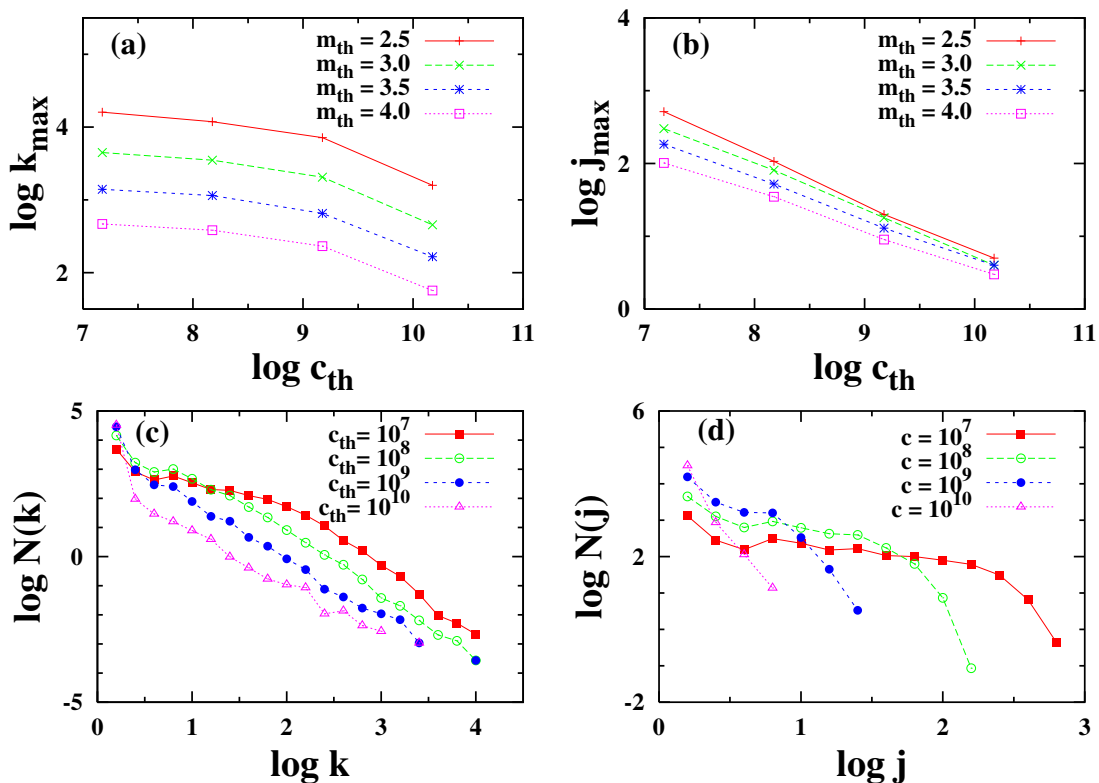 (a)
m_th = 2.5
m_th = 3.0
m_th = 3.5
m_th = 4.0
4
2
log k_max
7 8 9 10 11
log c_th
(b)
m_th = 2.5
m_th = 3.0
m_th = 3.5
m_th = 4.0
4
2
0
log j_max
7 8 9 10 11
log c_th
(c)
c_th = 10^7
c_th = 10^8
c_th = 10^9
c_th = 10^10
5
0
-5
log N(k)
0 1 2 3 4
log k
(d)
c = 10^7
c = 10^8
c = 10^9
c = 10^10
6
2
-2
log N(j)
0 1 2 3
log j